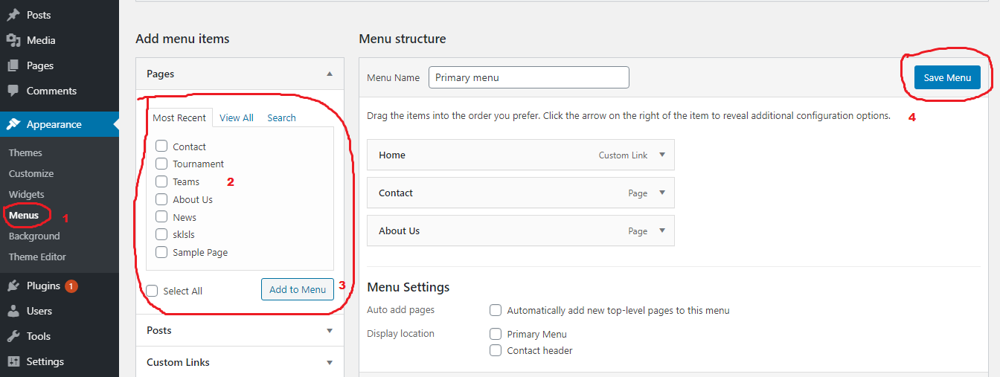 Posts
Media
Pages
Comments
Appearance
Themes
Customize
Widgets
Menus 1
Background
Theme Editor
Plugins 1
Users
Tools
Settings
Add menu items
Pages
Most Recent View All Search
Contact
Tournament
Teams 2
About Us
News
sklsls
Sample Page
Select All Add to Menu 3
Posts
Custom Links
Menu structure
Menu Name Primary menu Save Menu
Drag the items into the order you prefer. Click the arrow on the right of the item to reveal additional configuration options. 4
Home Custom Link
Contact Page
About Us Page
Menu Settings
Auto add pages Automatically add new top-level pages to this menu
Display location Primary Menu
Contact header